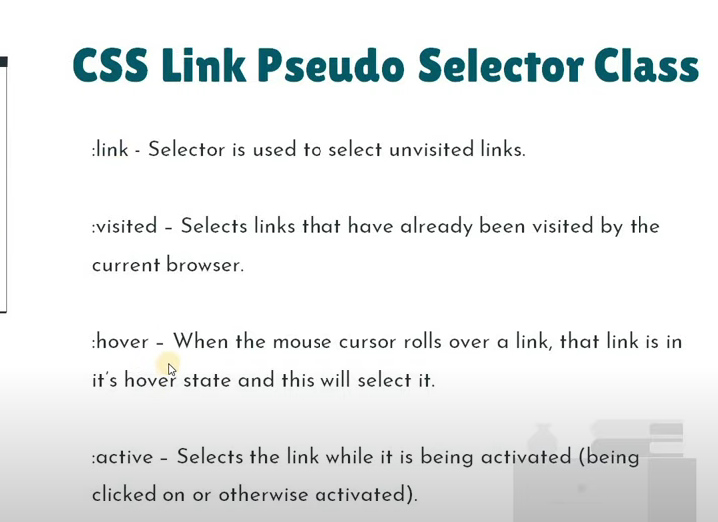 CSS Link Pseudo Selector Class
:link - Selector is used to select unvisited links.
:visited – Selects links that have already been visited by the
current browser.
:hover – When the mouse cursor rolls over a link, that link is in
it's hover state and this will select it.
:active – Selects the link while it is being activated (being
clicked on or otherwise activated).